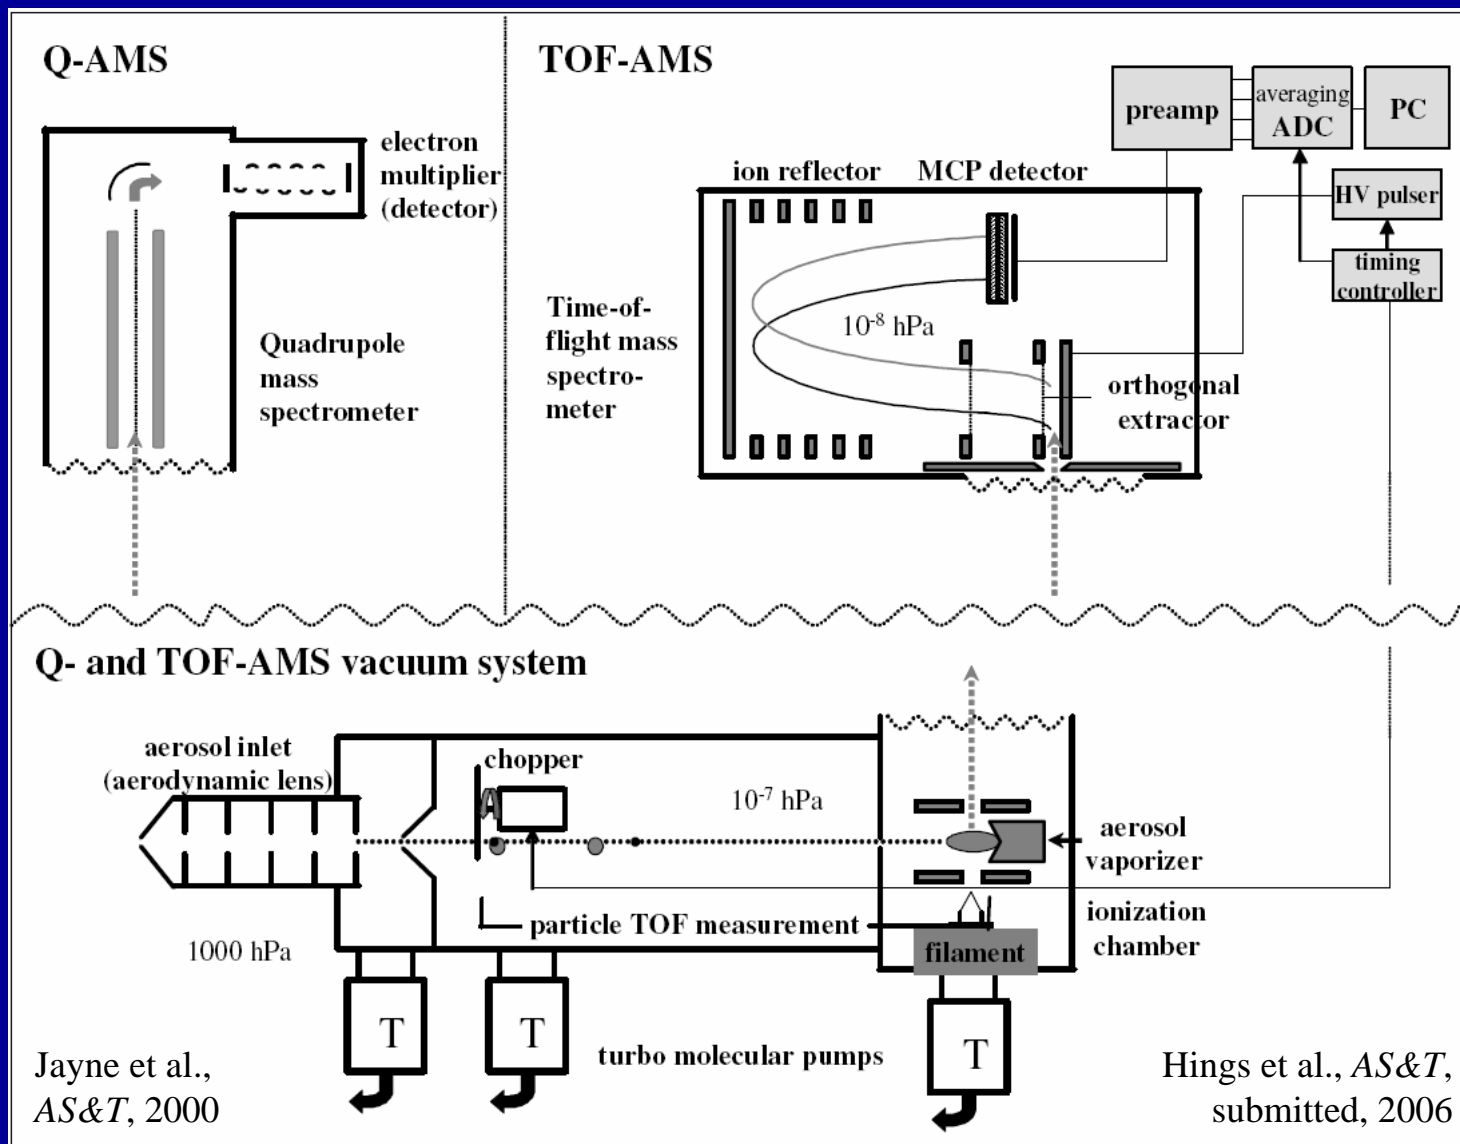 Q-AMS
electron
multiplier
(detector)
Quadrupole
mass
spectrometer
TOF-AMS
preamp
averaging
ADC
PC
ion reflector
MCP detector
HV pulser
timing
controller
Time-of-
flight mass
spectro-
meter
10⁻⁸ hPa
orthogonal
extractor
Q- and TOF-AMS vacuum system
aerosol inlet
(aerodynamic lens)
chopper
10⁻⁷ hPa
aerosol
vaporizer
particle TOF measurement
ionization
chamber
1000 hPa
filament
T
T
T
turbo molecular pumps
Jayne et al.,
AS&T, 2000
Hings et al., AS&T,
submitted, 2006